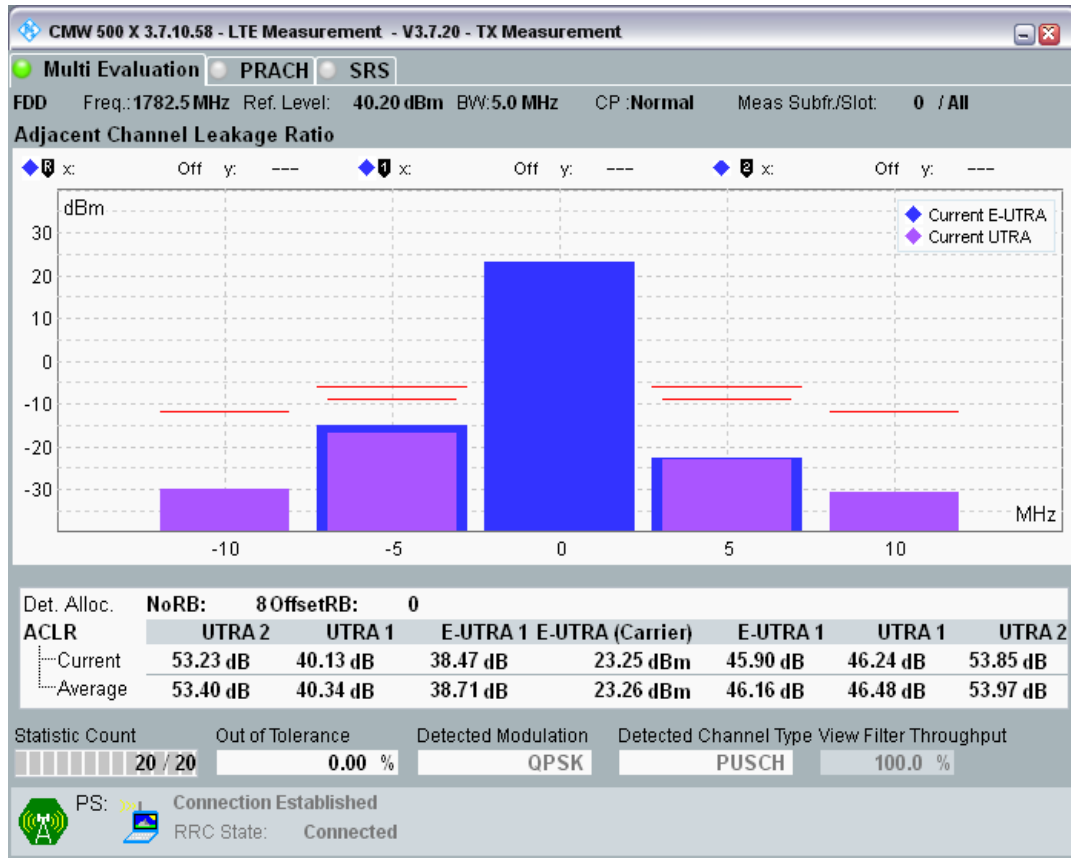 CMW 500 X 3.7.10.58 - LTE Measurement - V3.7.20 - TX Measurement
Multi Evaluation PRACH SRS
FDD Freq.:1782.5 MHz Ref. Level: 40.20 dBm BW:5.0 MHz CP :Normal Meas Subfr./Slot: 0 / All
Adjacent Channel Leakage Ratio
R x: Off y: --- 1 x: Off y: --- 2 x: Off y: ---
dBm
Current E-UTRA
Current UTRA
30
20
10
0
-10
-20
-30
MHz
-10 -5 0 5 10
Det. Alloc. NoRB: 8 OffsetRB: 0
ACLR UTRA 2 UTRA 1 E-UTRA 1 E-UTRA (Carrier) E-UTRA 1 UTRA 1 UTRA 2
Current 53.23 dB 40.13 dB 38.47 dB 23.25 dBm 45.90 dB 46.24 dB 53.85 dB
Average 53.40 dB 40.34 dB 38.71 dB 23.26 dBm 46.16 dB 46.48 dB 53.97 dB
Statistic Count Out of Tolerance Detected Modulation Detected Channel Type View Filter Throughput
20 / 20 0.00 % QPSK PUSCH 100.0 %
PS: Connection Established
RRC State: Connected